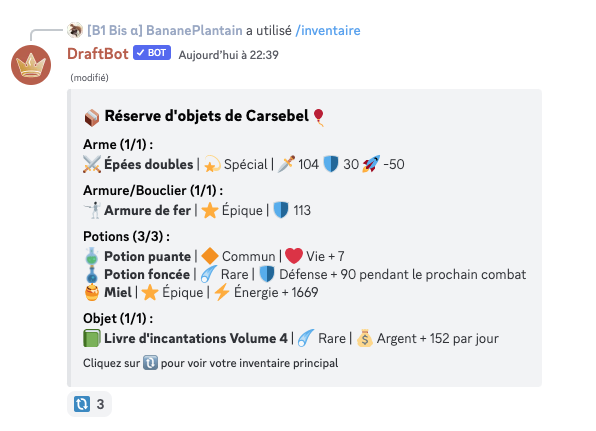 [B1 Bis α] BananePlantain a utilisé /inventaire
DraftBot ✓ BOT Aujourd’hui à 22:39
(modifié)
Réserve d'objets de Carsebel
Arme (1/1) :
Épées doubles | Spécial | 104 30 -50
Armure/Bouclier (1/1) :
Armure de fer | Épique | 113
Potions (3/3) :
Potion puante | Commun | Vie + 7
Potion foncée | Rare | Défense + 90 pendant le prochain combat
Miel | Épique | Énergie + 1669
Objet (1/1) :
Livre d'incantations Volume 4 | Rare | Argent + 152 par jour
Cliquez sur 🔃 pour voir votre inventaire principal
🔃 3